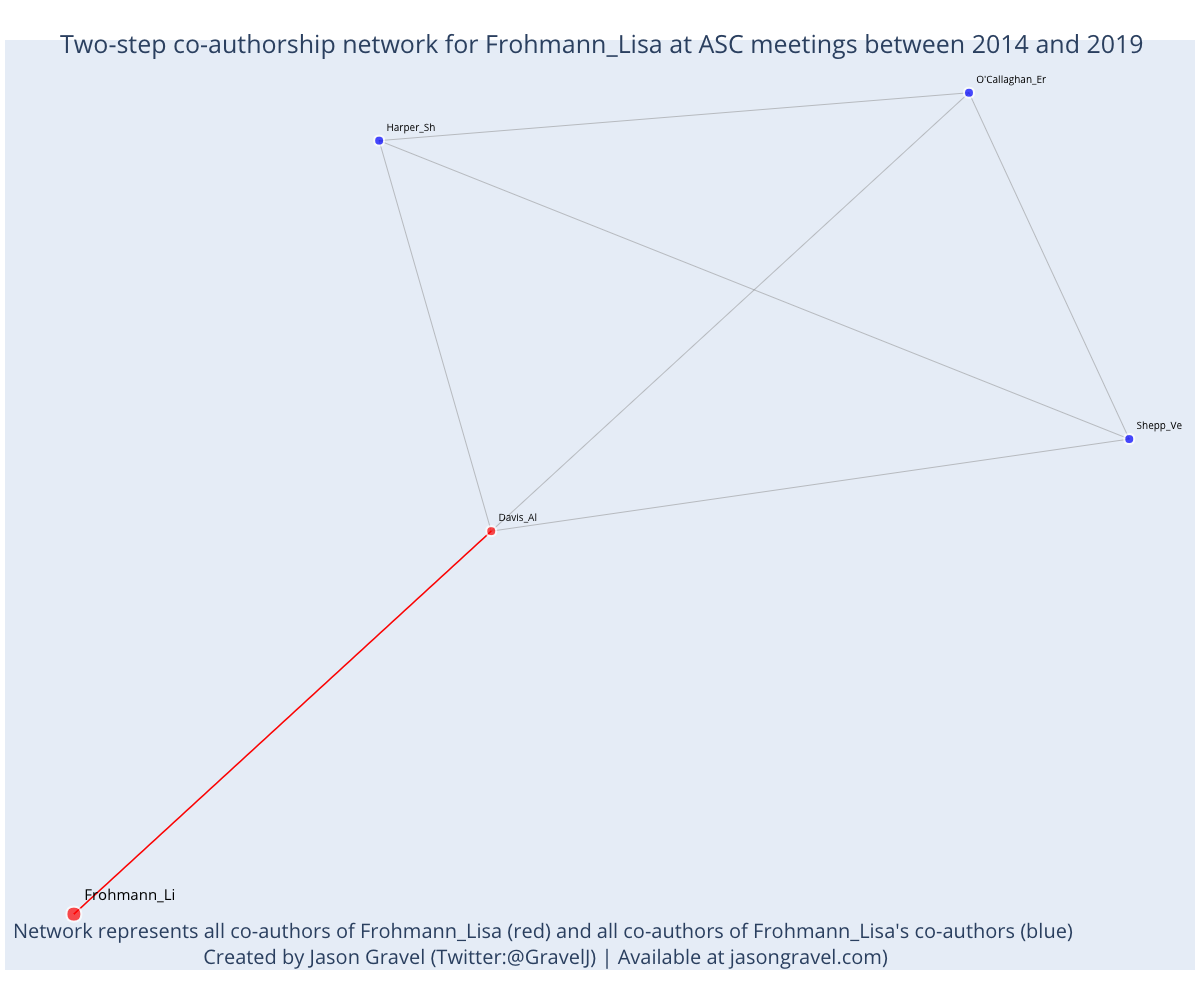 Two-step co-authorship network for Frohmann_Lisa at ASC meetings between 2014 and 2019
O'Callaghan_Er
Harper_Sh
Shepp_Ve
Davis_Al
Frohmann_Li
Network represents all co-authors of Frohmann_Lisa (red) and all co-authors of Frohmann_Lisa's co-authors (blue)
Created by Jason Gravel (Twitter:@GravelJ) | Available at jasongravel.com)